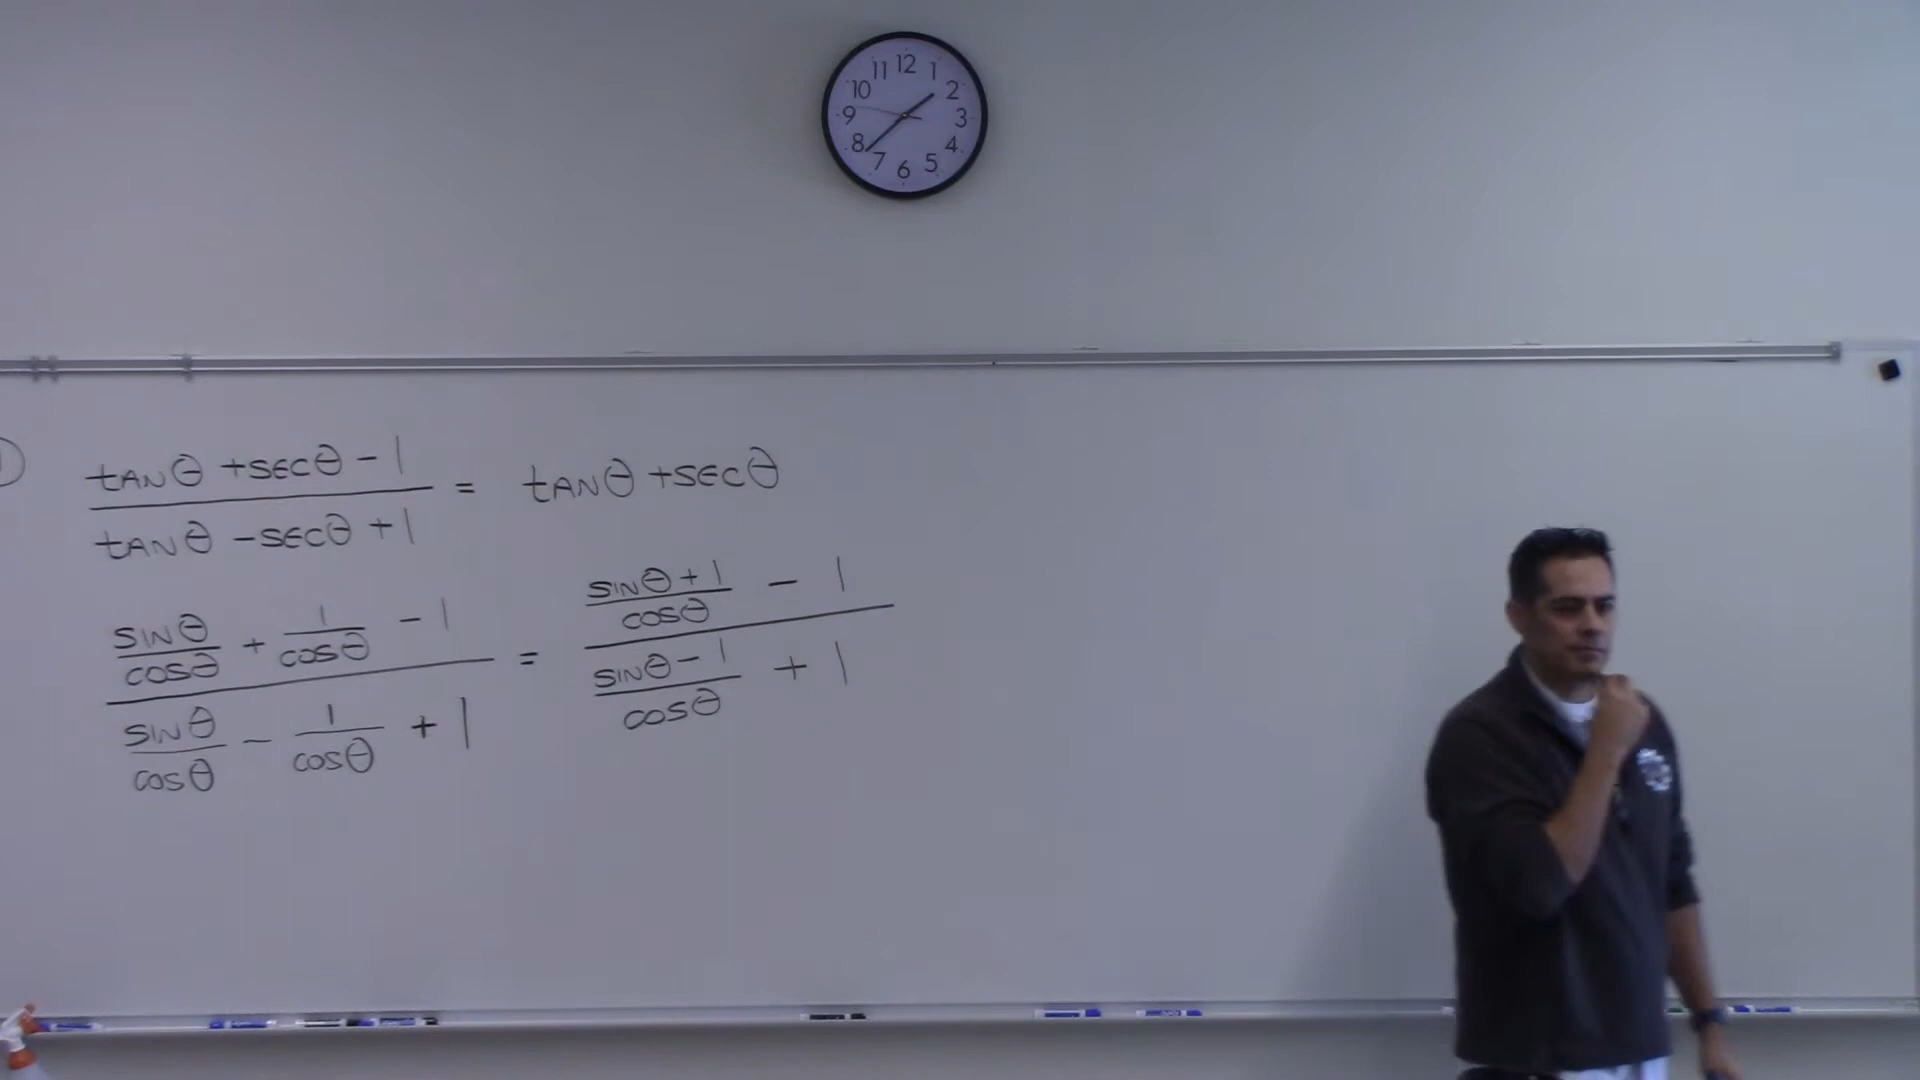 12
11 1
10 2
9 3
8 4
7 5
6
tanθ + secθ - 1
tanθ - secθ + 1
= tanθ + secθ
sinθ/cosθ + 1/cosθ - 1
sinθ/cosθ - 1/cosθ + 1
=
sinθ + 1/cosθ - 1
sinθ - 1/cosθ + 1